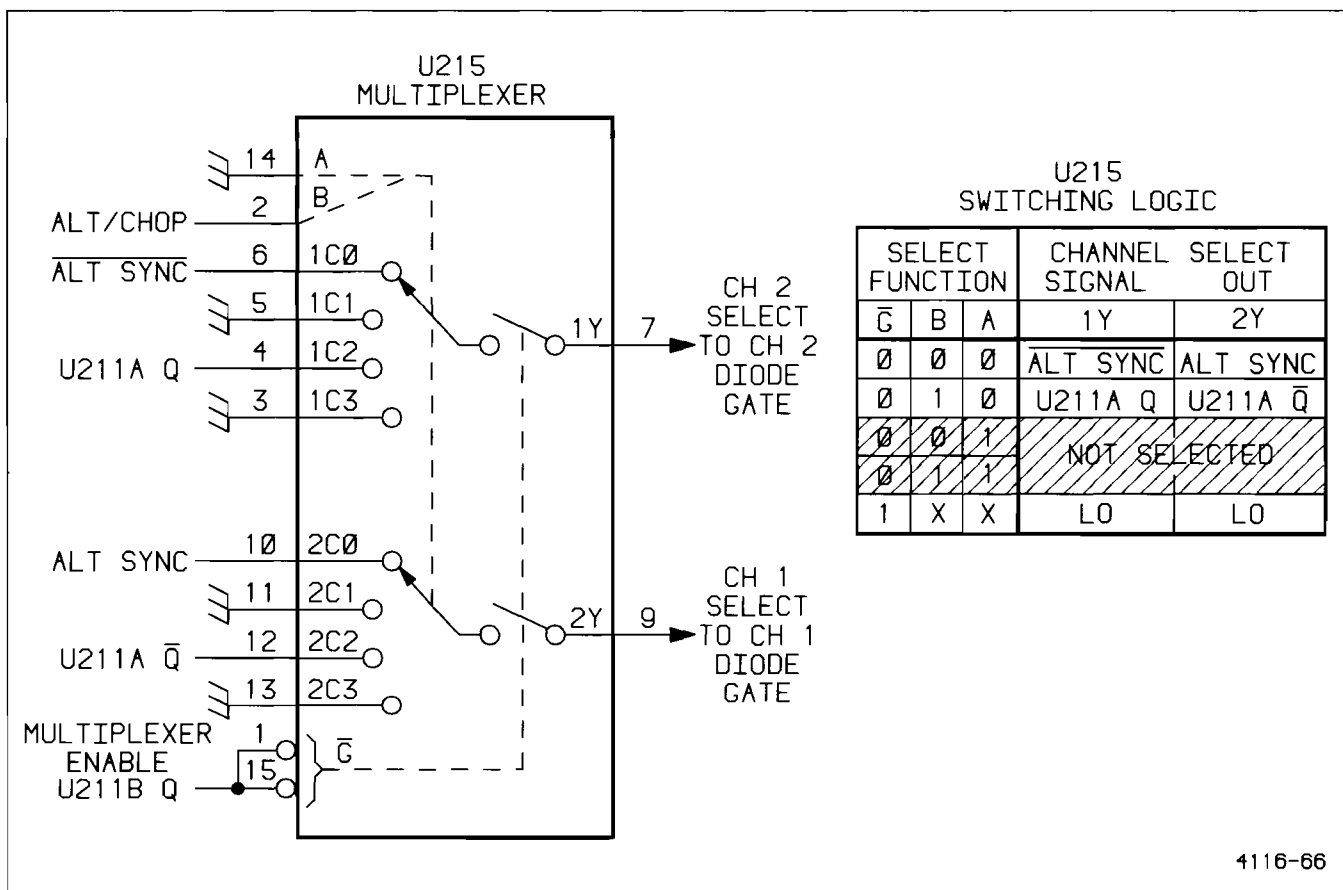 U215
MULTIPLEXER
14 A
B
ALT/CHOP 2
A̅L̅T̅ ̅S̅Y̅N̅C̅ 6 1CØ
5 1C1
U211A Q 4 1C2
3 1C3
1Y 7
CH 2
SELECT
TO CH 2
DIODE
GATE
ALT SYNC 10 2CØ
11 2C1
U211A Q̅ 12 2C2
13 2C3
2Y 9
CH 1
SELECT
TO CH 1
DIODE
GATE
MULTIPLEXER
ENABLE
U211B Q
1
15
G̅
U215
SWITCHING LOGIC
SELECT FUNCTION CHANNEL SELECT SIGNAL OUT
G̅ B A 1Y 2Y
Ø Ø Ø A̅L̅T̅ ̅S̅Y̅N̅C̅ ALT SYNC
Ø 1 Ø U211A Q U211A Q̅
Ø Ø 1 NOT SELECTED
Ø 1 1
1 X X LO LO
4116-66